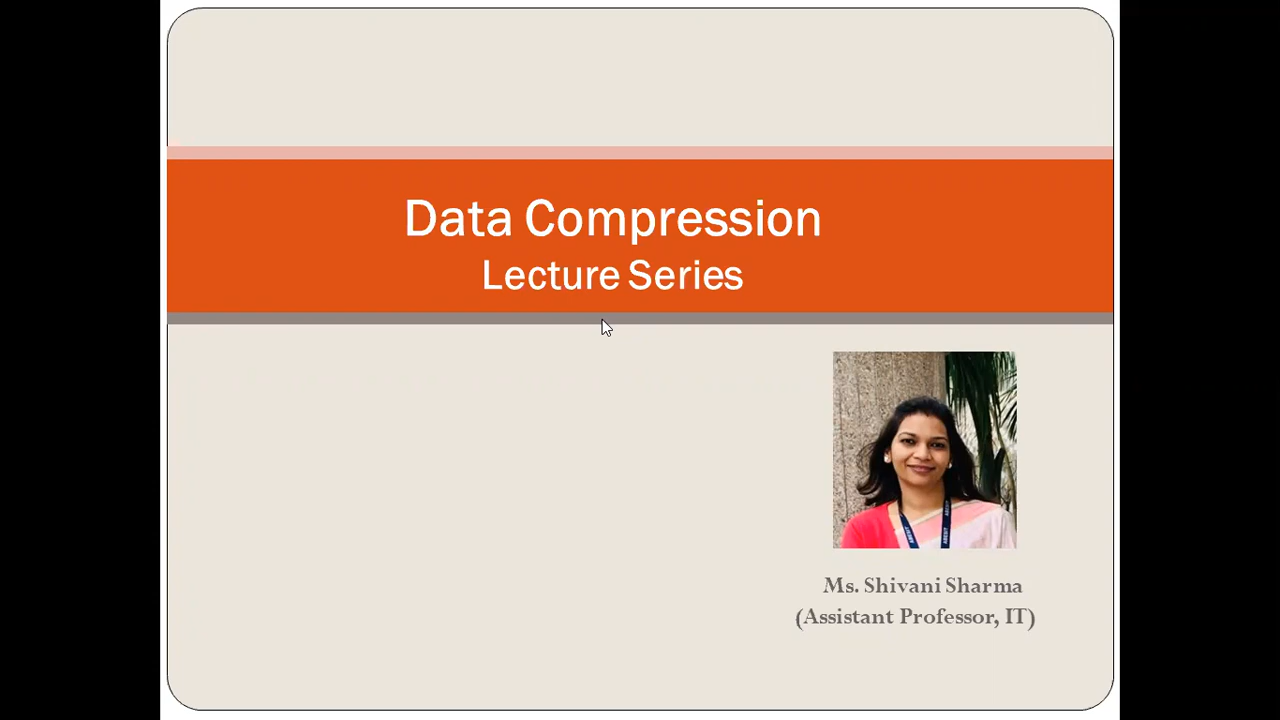 Data Compression
Lecture Series
Ms. Shivani Sharma
(Assistant Professor, IT)